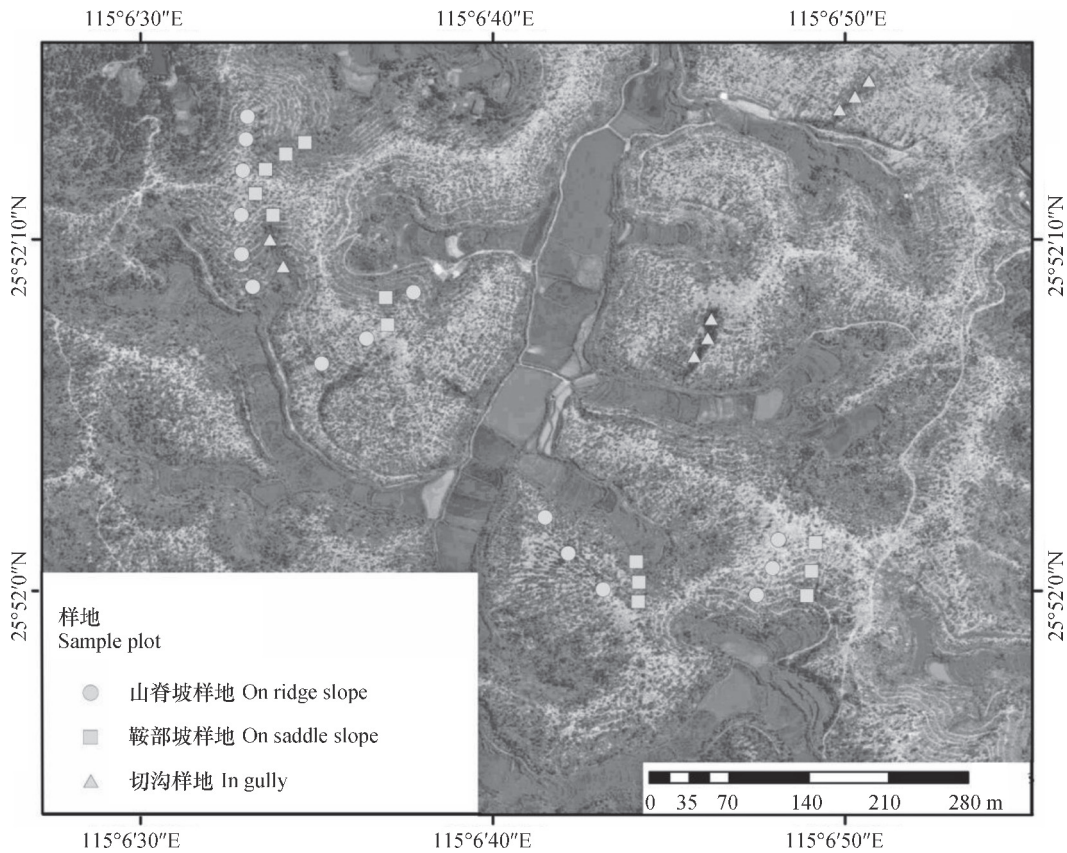 115°6′30″E 115°6′40″E 115°6′50″E
25°52′10″N 25°52′10″N
25°52′0″N 25°52′0″N
样地
Sample plot
山脊坡样地 On ridge slope
鞍部坡样地 On saddle slope
切沟样地 In gully
0 35 70 140 210 280 m
115°6′30″E 115°6′40″E 115°6′50″E